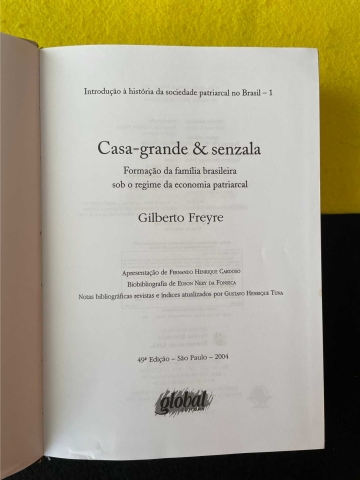 Introdução à história da sociedade patriarcal no Brasil – 1
Casa-grande & senzala
Formação da família brasileira
sob o regime da economia patriarcal
Gilberto Freyre
Apresentação de Fernando Henrique Cardoso
Biobibliografia de Edson Nery da Fonseca
Notas bibliográficas revistas e índices atualizados por Gustavo Henrique Tuna
49ª Edição – São Paulo – 2004
global